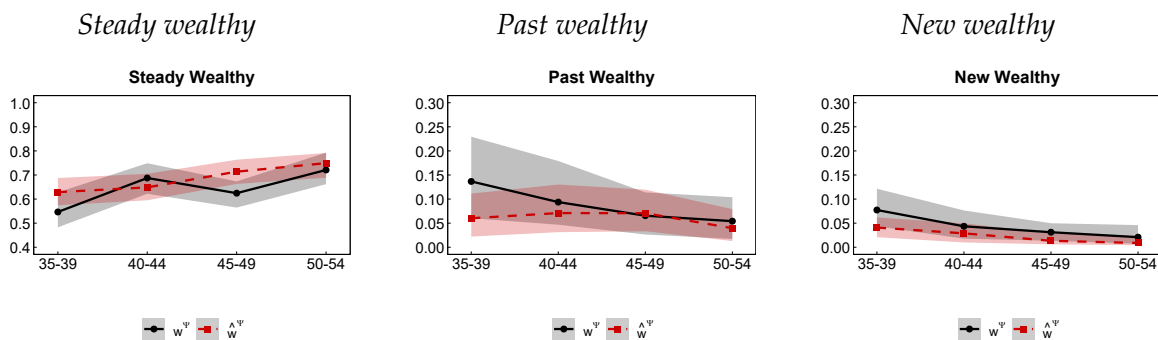 Steady wealthy
Past wealthy
New wealthy
Steady Wealthy
1.0
0.9
0.8
0.7
0.6
0.5
0.4
35-39
40-44
45-49
50-54
w^Ψ
ŵ^Ψ
Past Wealthy
0.30
0.25
0.20
0.15
0.10
0.05
0.00
35-39
40-44
45-49
50-54
w^Ψ
ŵ^Ψ
New Wealthy
0.30
0.25
0.20
0.15
0.10
0.05
0.00
35-39
40-44
45-49
50-54
w^Ψ
ŵ^Ψ